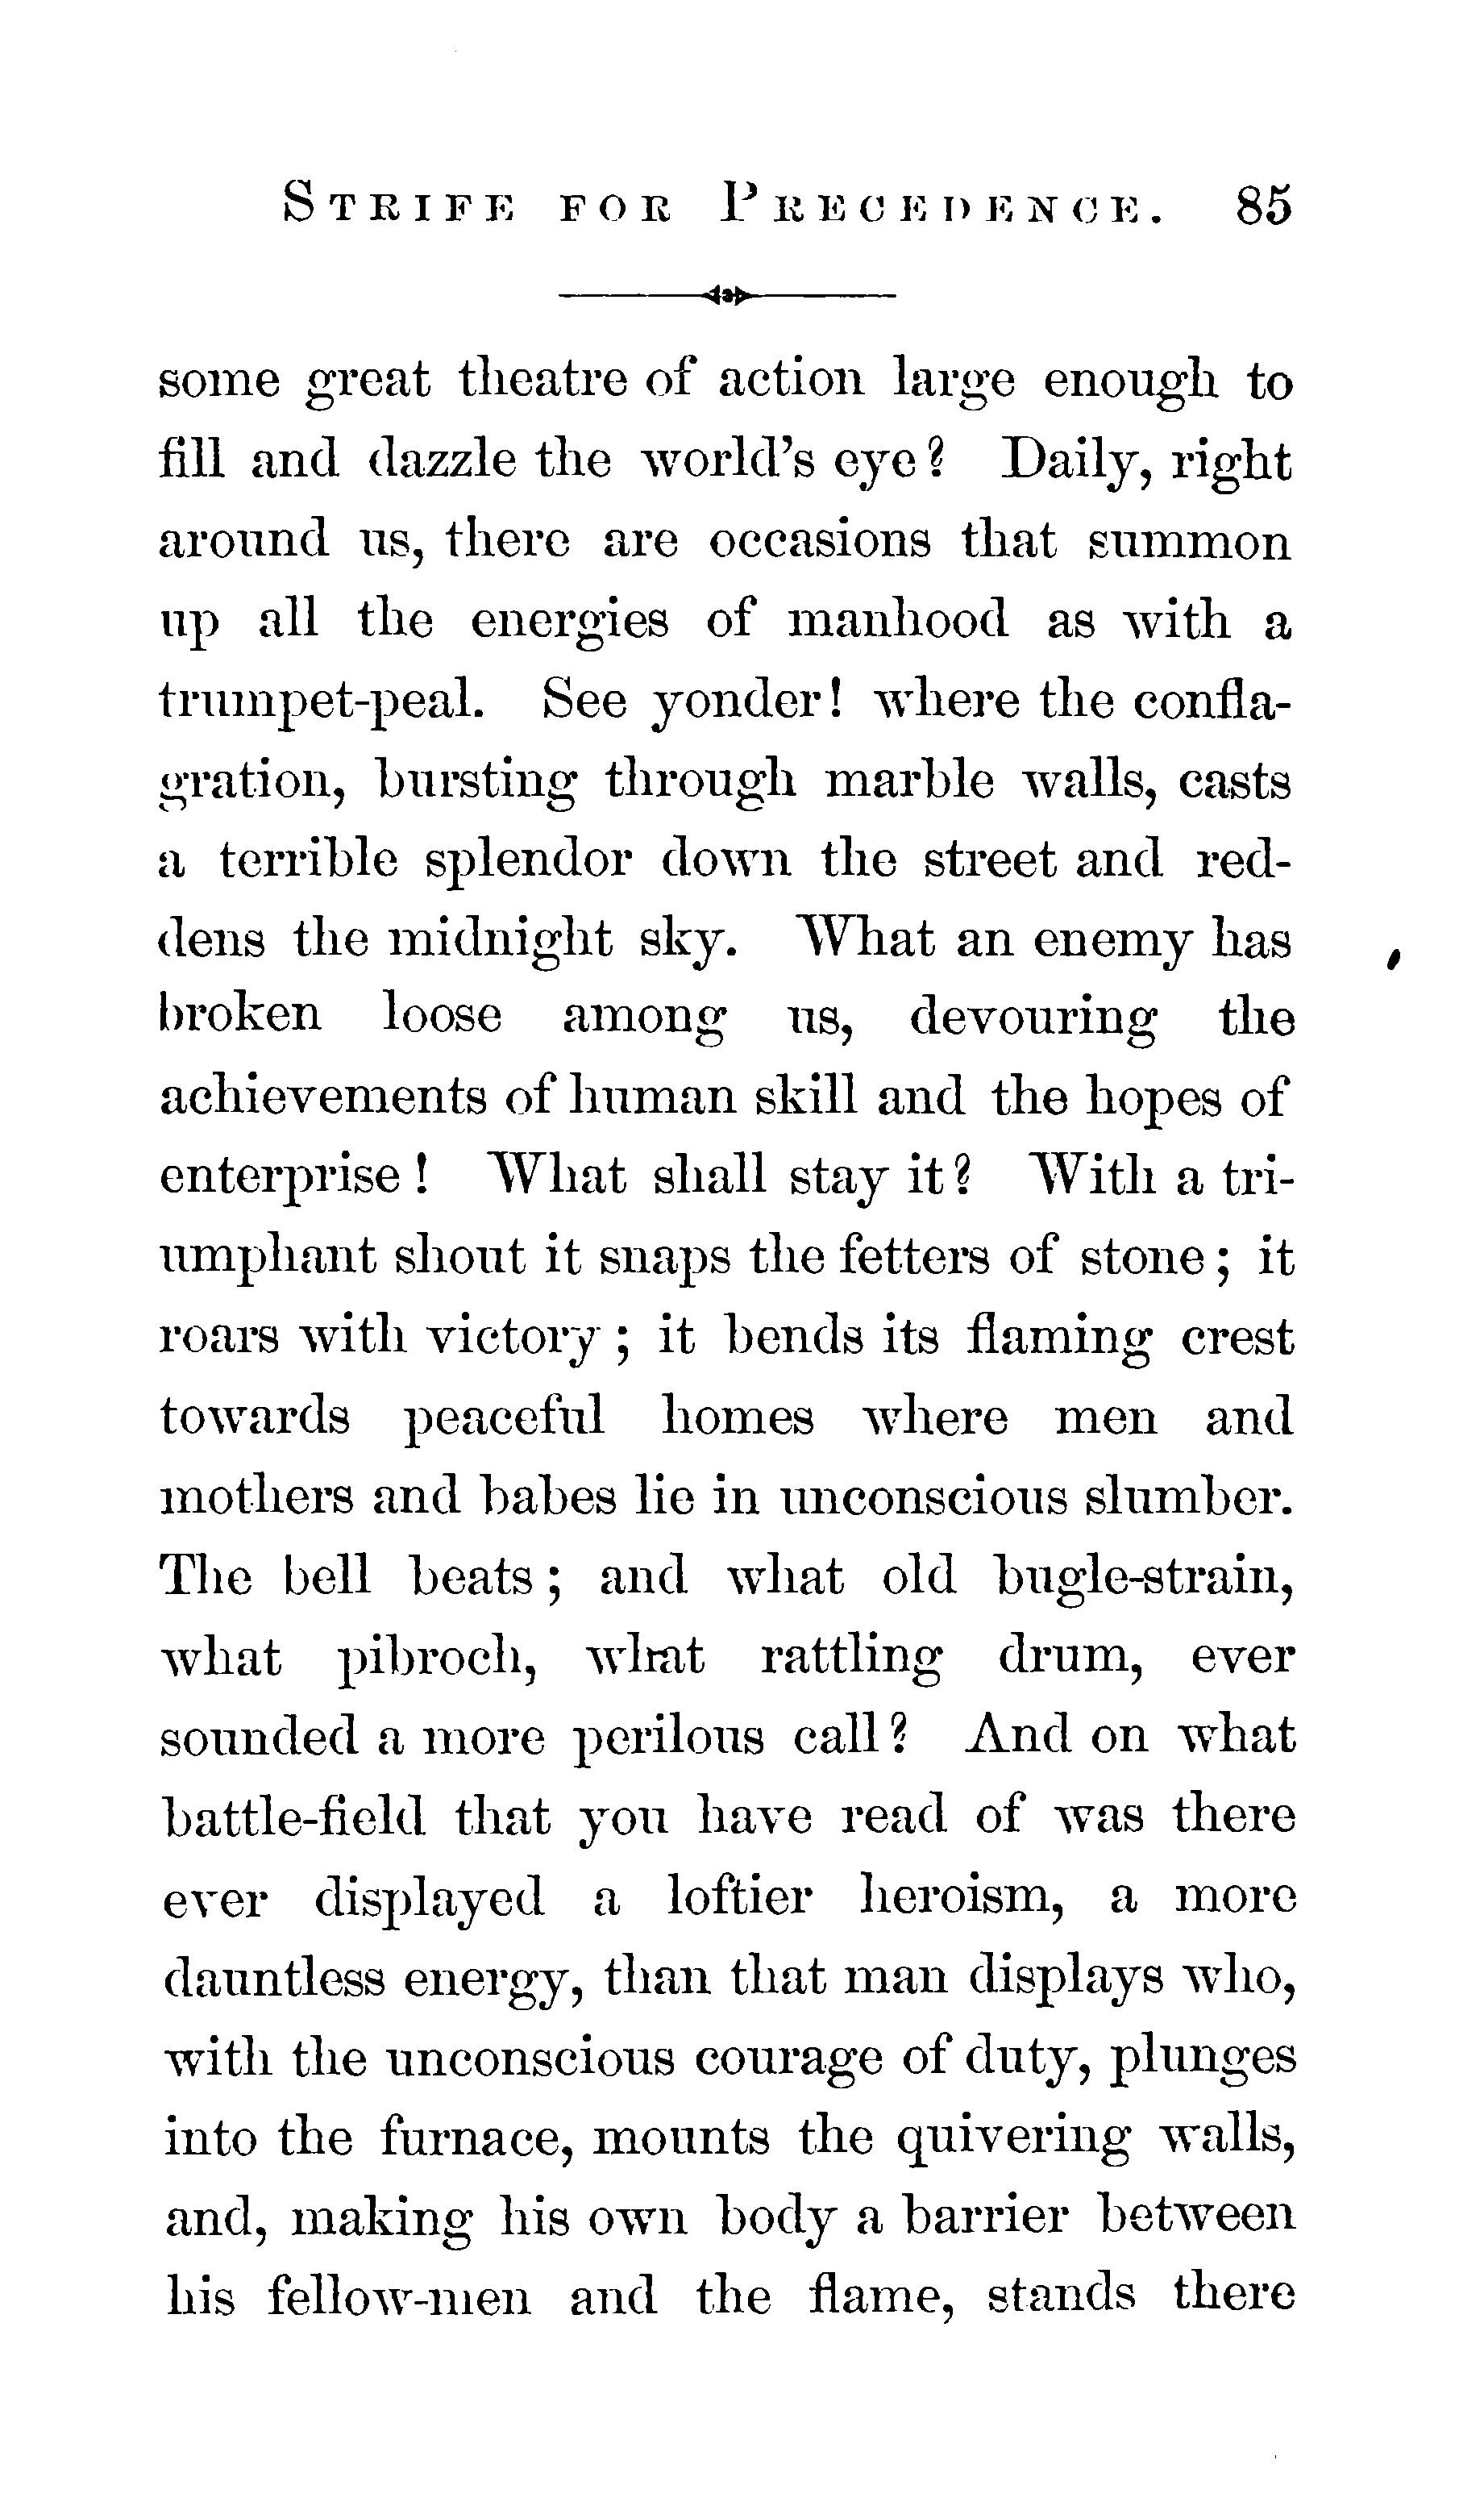 STRIFE FOR PRECEDENCE. 85
some great theatre of action large enough to
fill and dazzle the world's eye? Daily, right
around us, there are occasions that summon
up all the energies of manhood as with a
trumpet-peal. See yonder! where the confla-
gration, bursting through marble walls, casts
a terrible splendor down the street and red-
dens the midnight sky. What an enemy has
broken loose among us, devouring the
achievements of human skill and the hopes of
enterprise! What shall stay it? With a tri-
umphant shout it snaps the fetters of stone; it
roars with victory; it bends its flaming crest
towards peaceful homes where men and
mothers and babes lie in unconscious slumber.
The bell beats; and what old bugle-strain,
what pibroch, what rattling drum, ever
sounded a more perilous call? And on what
battle-field that you have read of was there
ever displayed a loftier heroism, a more
dauntless energy, than that man displays who,
with the unconscious courage of duty, plunges
into the furnace, mounts the quivering walls,
and, making his own body a barrier between
his fellow-men and the flame, stands there